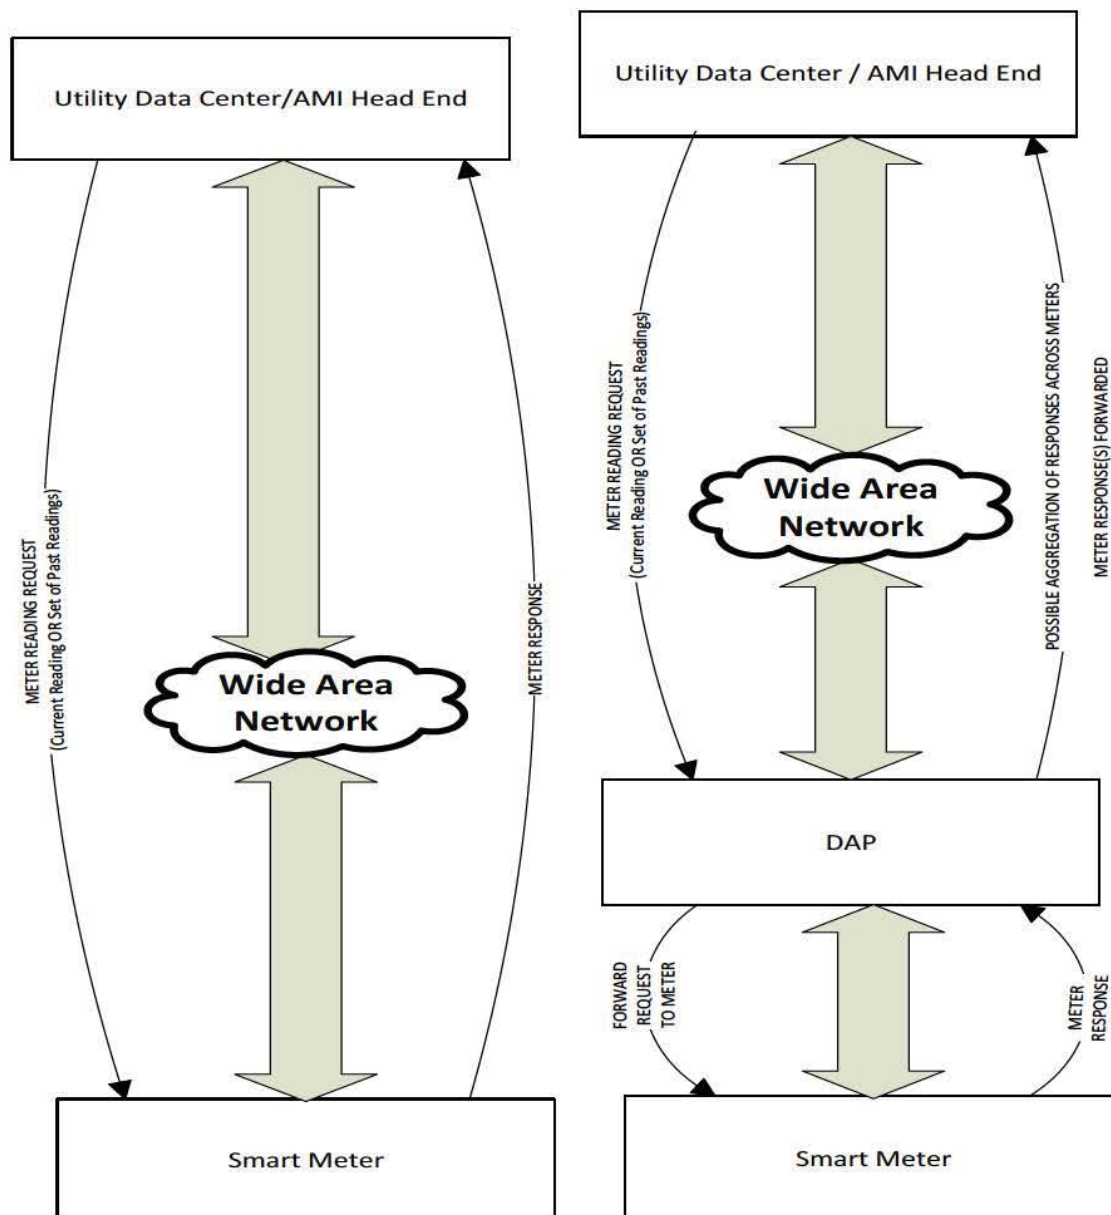 Utility Data Center/AMI Head End
METER READING REQUEST
(Current Reading OR Set of Past Readings)
Wide Area
Network
METER RESPONSE
Smart Meter
Utility Data Center / AMI Head End
METER READING REQUEST
(Current Reading OR Set of Past Readings)
Wide Area
Network
POSSIBLE AGGREGATION OF RESPONSES ACROSS METERS
METER RESPONSE(S) FORWARDED
DAP
FORWARD
REQUEST
TO METER
METER
RESPONSE
Smart Meter